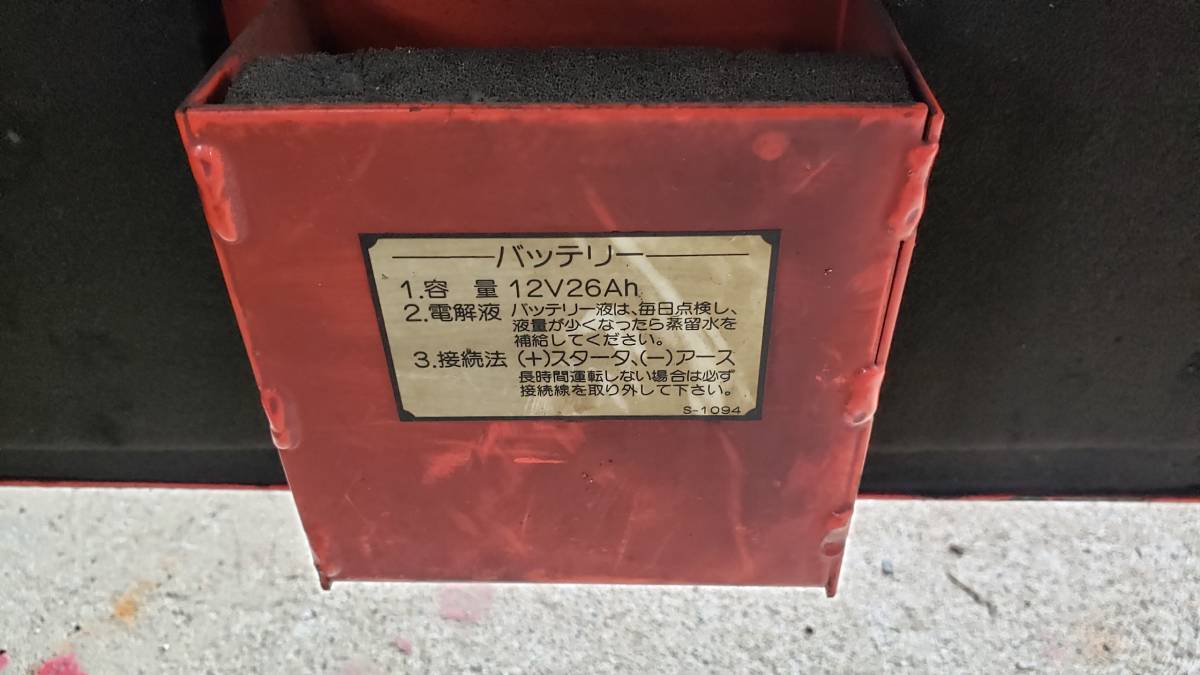 バッテリー
1.容 量 12V26Ah
2.電解液 バッテリー液は、毎日点検し、
液量が少くなったら蒸留水を
補給してください。
3.接続法 (+)スタータ、(−)アース
長時間運転しない場合は必ず
接続線を取り外して下さい。
S-1094